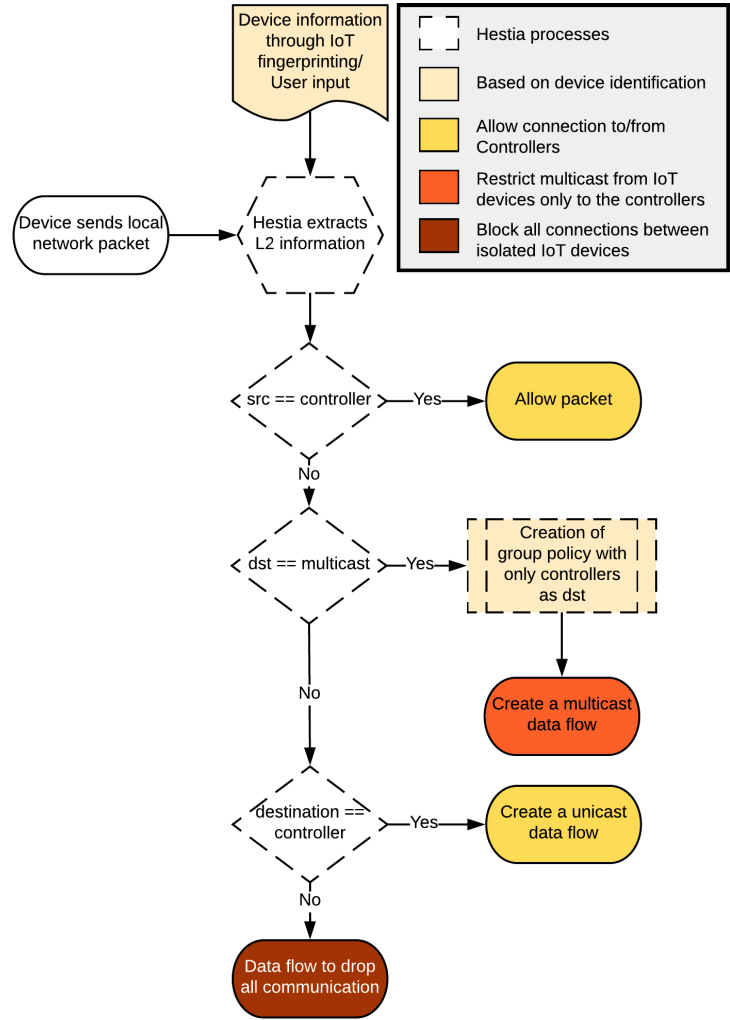 Device information
through IoT
fingerprinting/
User input
Hestia processes
Based on device identification
Allow connection to/from
Controllers
Restrict multicast from IoT
devices only to the controllers
Block all connections between
isolated IoT devices
Device sends local
network packet
Hestia extracts
L2 information
src == controller
Yes
Allow packet
No
dst == multicast
Yes
Creation of
group policy with
only controllers
as dst
No
Create a multicast
data flow
destination ==
controller
Yes
Create a unicast
data flow
No
Data flow to drop
all communication